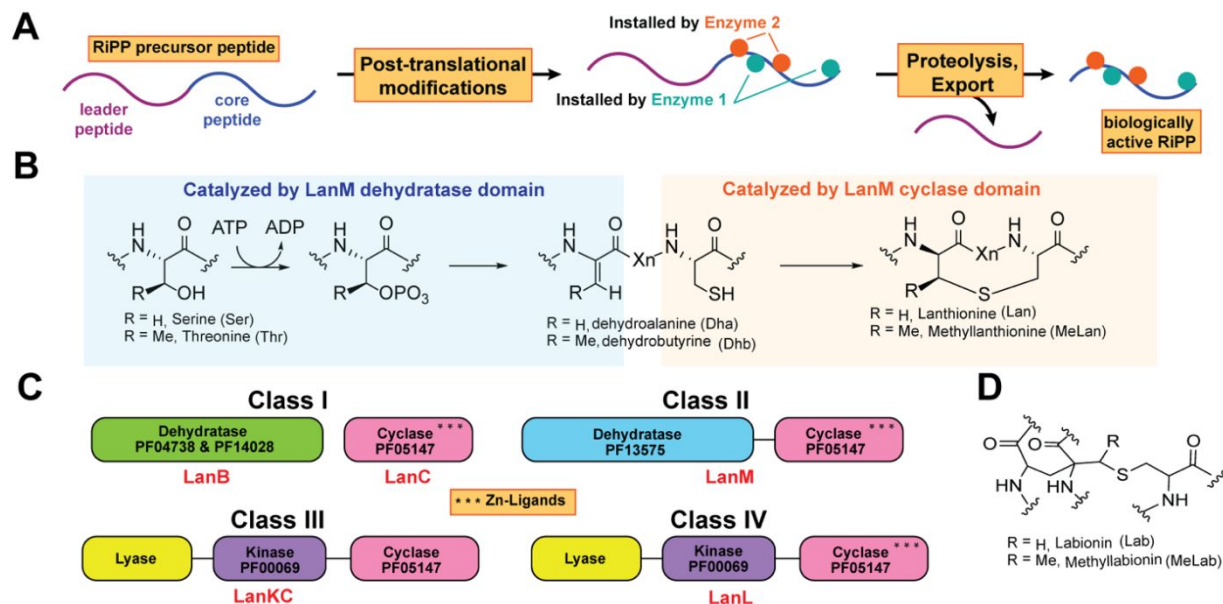 A
RiPP precursor peptide
leader
peptide
core
peptide
Post-translational
modifications
Installed by Enzyme 2
Installed by Enzyme 1
Proteolysis,
Export
biologically
active RiPP
B
Catalyzed by LanM dehydratase domain
Catalyzed by LanM cyclase domain
H
N
O
ATP
ADP
R
OH
H
N
O
R
OPO3
H
N
O
Xn
H
N
O
R
H
SH
H
N
O
Xn
H
N
O
R
S
R = H, Serine (Ser)
R = Me, Threonine (Thr)
R = H, dehydroalanine (Dha)
R = Me, dehydrobutyrine (Dhb)
R = H, Lanthionine (Lan)
R = Me, Methyllanthionine (MeLan)
C
Class I
Dehydratase
PF04738 & PF14028
LanB
Cyclase ***
PF05147
LanC
Class II
Dehydratase
PF13575
Cyclase ***
PF05147
LanM
*** Zn-Ligands
Class III
Lyase
Kinase
PF00069
Cyclase
PF05147
LanKC
Class IV
Lyase
Kinase
PF00069
Cyclase ***
PF05147
LanL
D
O
O
R
S
O
HN
HN
NH
R = H, Labionin (Lab)
R = Me, Methyllabionin (MeLab)